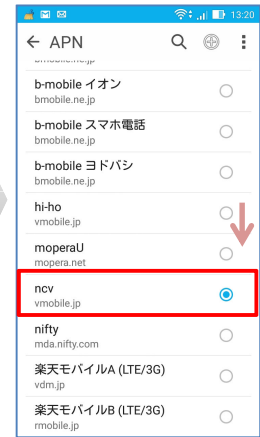 13:20
APN
bmobile.ne.jp
b-mobile イオン
bmobile.ne.jp
b-mobile スマホ電話
bmobile.ne.jp
b-mobile ヨドバシ
bmobile.ne.jp
hi-ho
vmobile.jp
moperaU
mopera.net
ncv
vmobile.jp
nifty
mda.nifty.com
楽天モバイルA (LTE/3G)
vdm.jp
楽天モバイルB (LTE/3G)
rmobile.jp